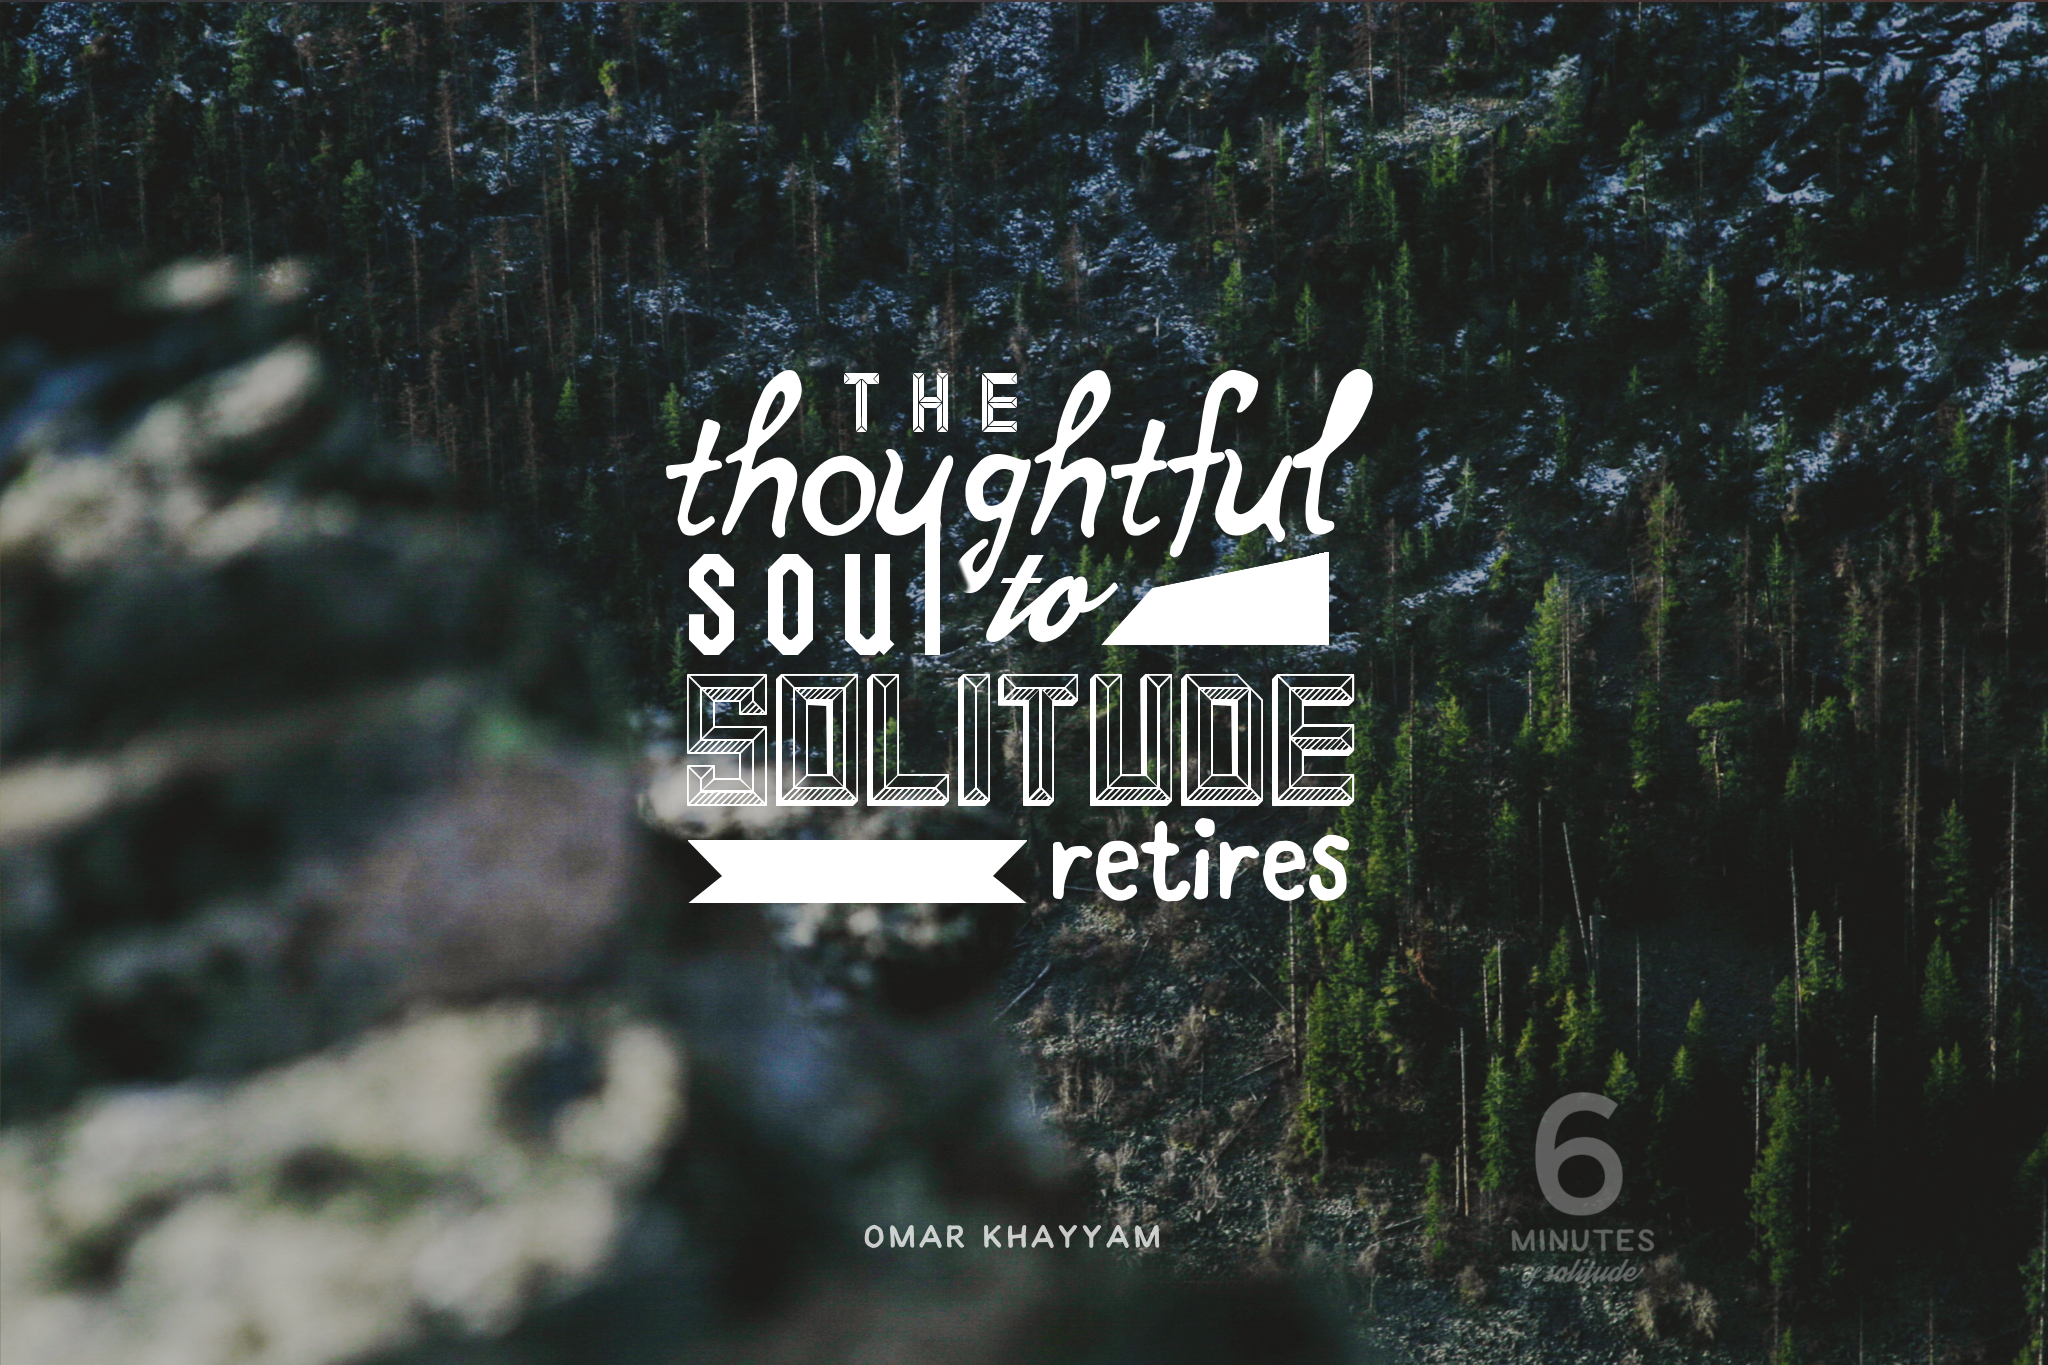 THE
thoughtful
SOUL to
SOLITUDE
retires
OMAR KHAYYAM
6
MINUTES
of solitude